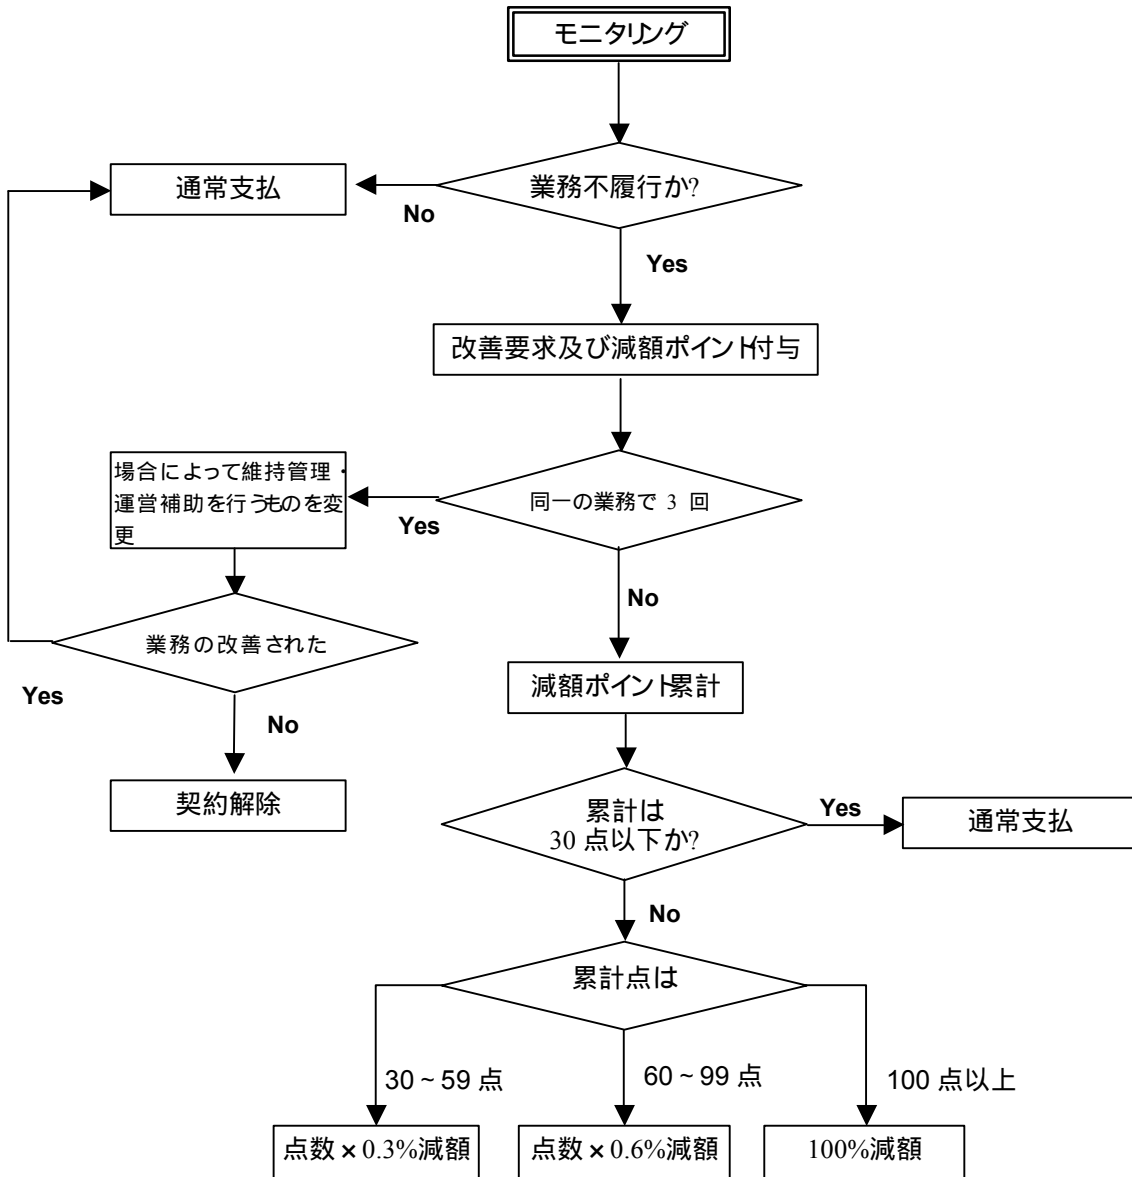 モニタリング
業務不履行か?
通常支払
No
Yes
改善要求及び減額ポイント付与
同一の業務で 3 回
Yes
場合によって維持管理・
運営補助を行うものを変
更
No
業務の改善された
Yes
No
契約解除
減額ポイント累計
累計は
30 点以下か?
Yes
通常支払
No
累計点は
30 ~ 59 点
60 ~ 99 点
100 点以上
点数 × 0.3%減額
点数 × 0.6%減額
100%減額